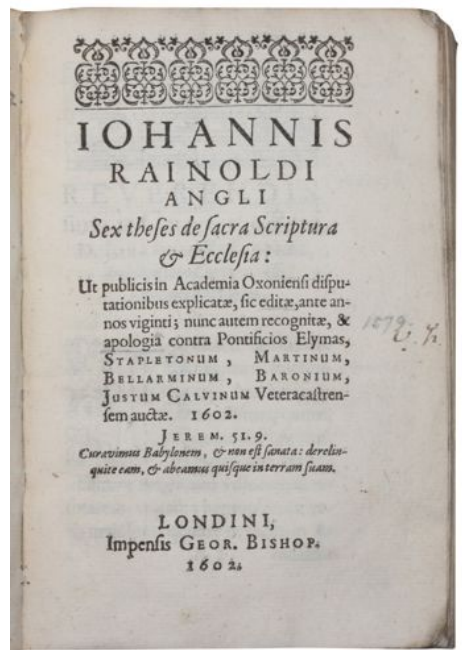 IOHANNIS
RAINOLDI
ANGLI
Sex theses de sacra Scriptura
& Ecclesia:
Ut publicis in Academia Oxoniensi dispu-
tationibus explicatæ, sic editæ, ante an-
nos viginti; nunc autem recognitæ, &
apologia contra Pontificios Elymas,
STAPLETONUM, MARTINUM,
BELLARMINUM, BARONIUM,
JUSTUM CALVINUM Veteracastren-
sem auctæ. 1602.
JEREM. 51.9.
Curavimus Babylonem, & non est sanata: derelin-
quite eam, & abeamus quisque in terram suam.
LONDINI,
Impensis GEOR. BISHOP.
1602.
1579.